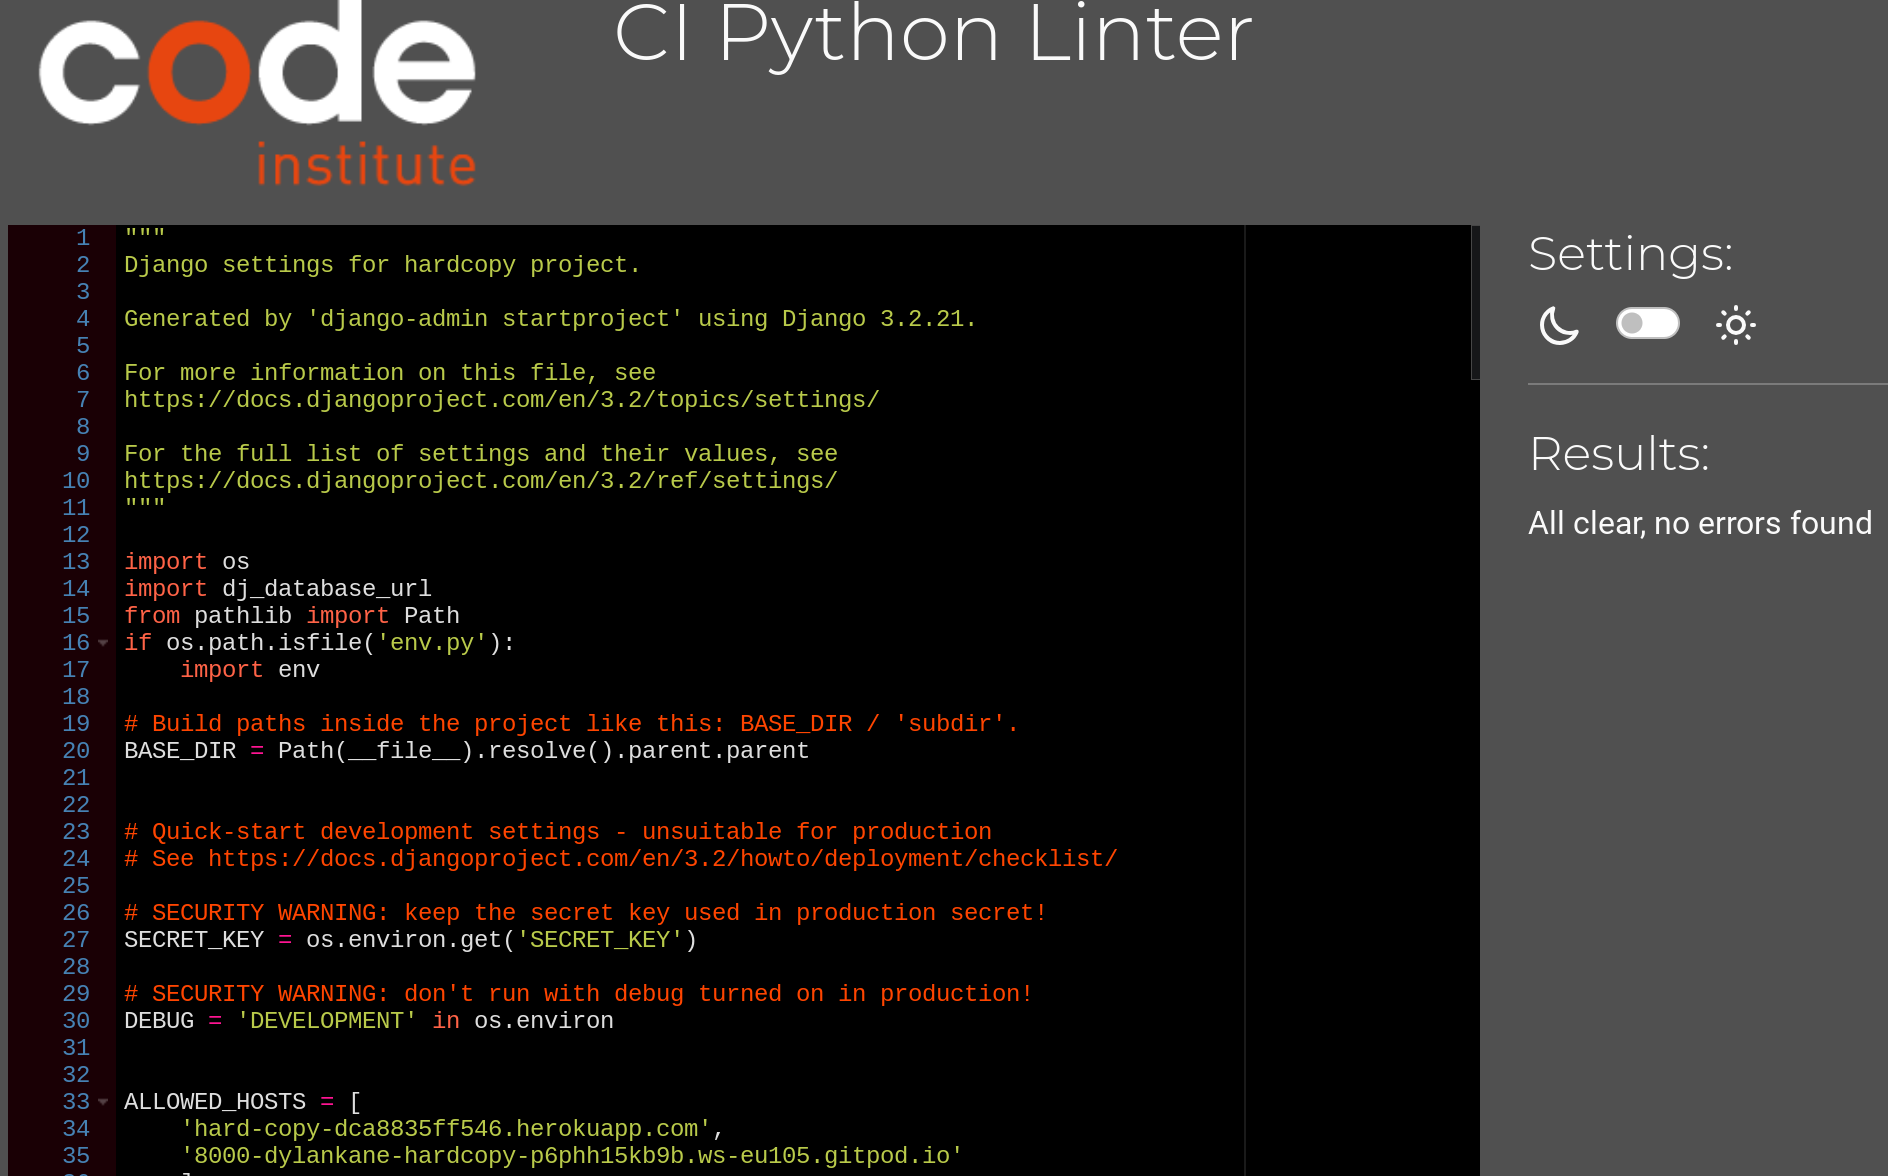 code
institute
CI Python Linter
1 """
2 Django settings for hardcopy project.
3
4 Generated by 'django-admin startproject' using Django 3.2.21.
5
6 For more information on this file, see
7 https://docs.djangoproject.com/en/3.2/topics/settings/
8
9 For the full list of settings and their values, see
10 https://docs.djangoproject.com/en/3.2/ref/settings/
11 """
12
13 import os
14 import dj_database_url
15 from pathlib import Path
16 if os.path.isfile('env.py'):
17     import env
18
19 # Build paths inside the project like this: BASE_DIR / 'subdir'.
20 BASE_DIR = Path(__file__).resolve().parent.parent
21
22
23 # Quick-start development settings - unsuitable for production
24 # See https://docs.djangoproject.com/en/3.2/howto/deployment/checklist/
25
26 # SECURITY WARNING: keep the secret key used in production secret!
27 SECRET_KEY = os.environ.get('SECRET_KEY')
28
29 # SECURITY WARNING: don't run with debug turned on in production!
30 DEBUG = 'DEVELOPMENT' in os.environ
31
32
33 ALLOWED_HOSTS = [
34     'hard-copy-dca8835ff546.herokuapp.com',
35     '8000-dylankane-hardcopy-p6phh15kb9b.ws-eu105.gitpod.io'
Settings:
Results:
All clear, no errors found